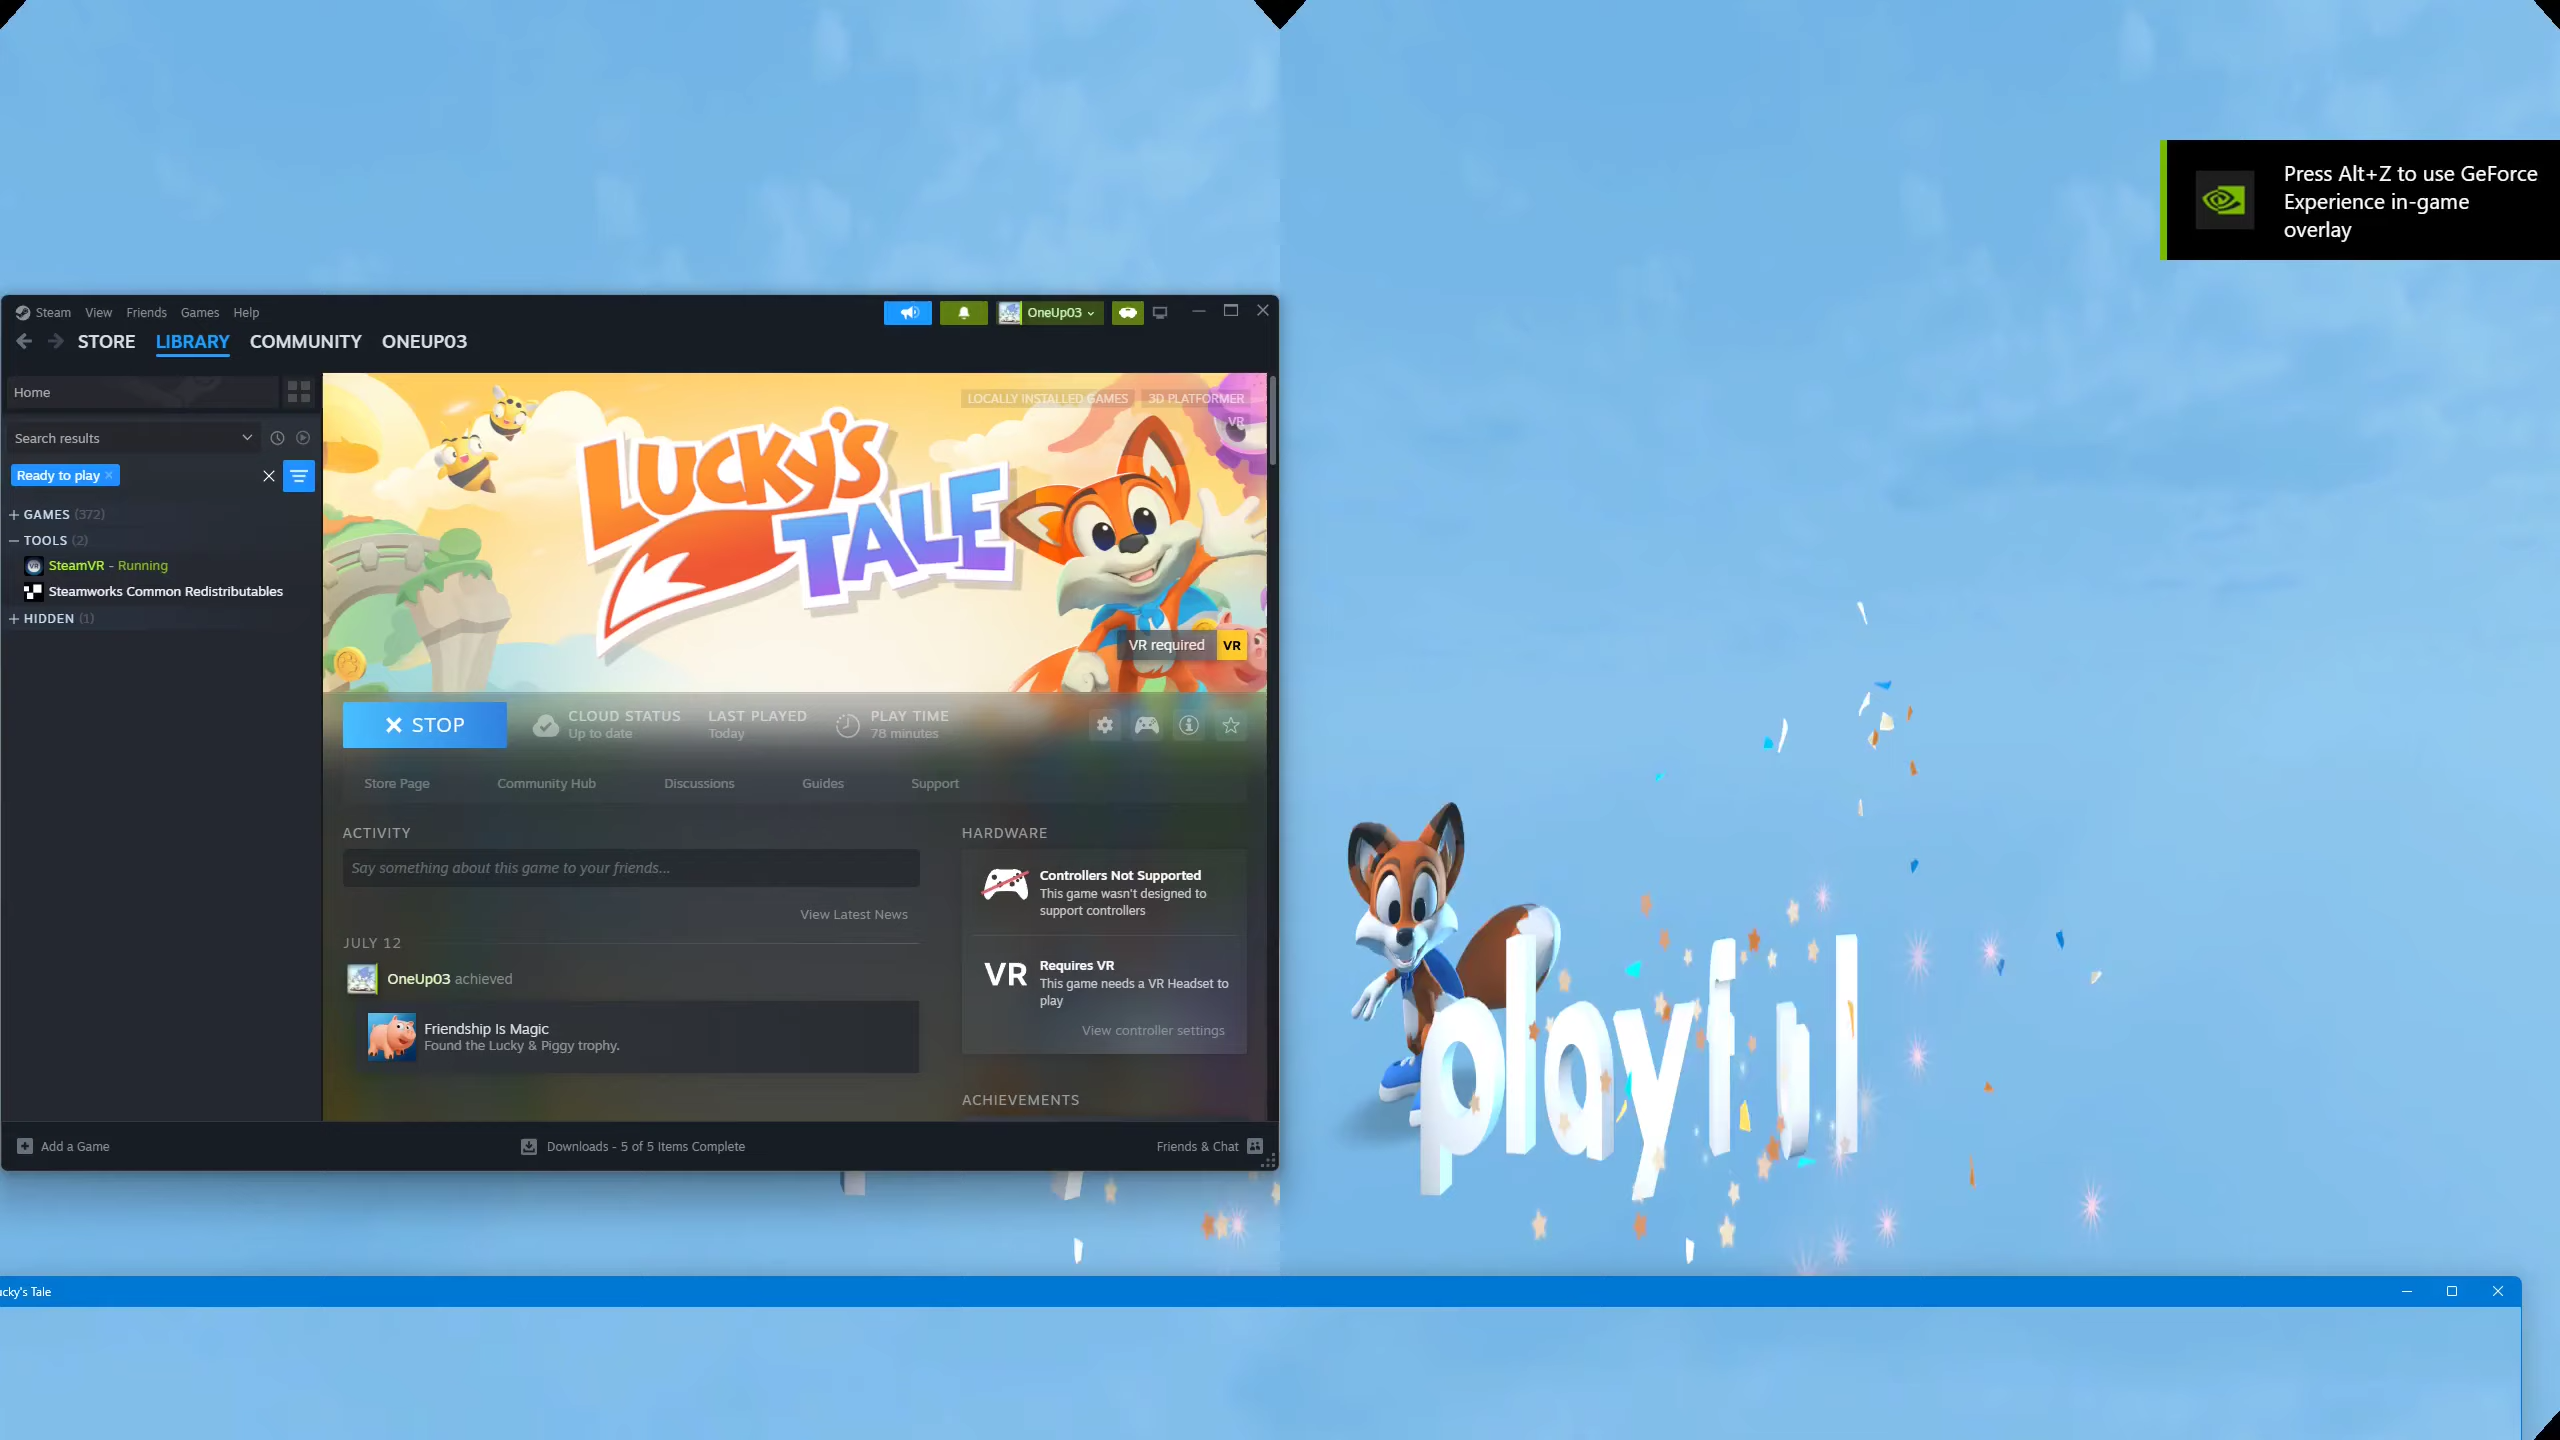 Press Alt+Z to use GeForce
Experience in-game
overlay
Steam View Friends Games Help
OneUp03
STORE LIBRARY COMMUNITY ONEUP03
Home
Search results
Ready to play
GAMES (372)
TOOLS (2)
SteamVR - Running
Steamworks Common Redistributables
HIDDEN (1)
LOCALLY INSTALLED GAMES 3D PLATFORMER
VR
LUCKY'S
TALE
VR required VR
STOP
CLOUD STATUS
Up to date
LAST PLAYED
Today
PLAY TIME
78 minutes
Store Page Community Hub Discussions Guides Support
ACTIVITY
Say something about this game to your friends...
View Latest News
JULY 12
OneUp03 achieved
Friendship Is Magic
Found the Lucky & Piggy trophy.
HARDWARE
Controllers Not Supported
This game wasn't designed to
support controllers
VR
Requires VR
This game needs a VR Headset to
play
View controller settings
ACHIEVEMENTS
Add a Game
Downloads - 5 of 5 Items Complete
Friends & Chat
playful
ucky's Tale